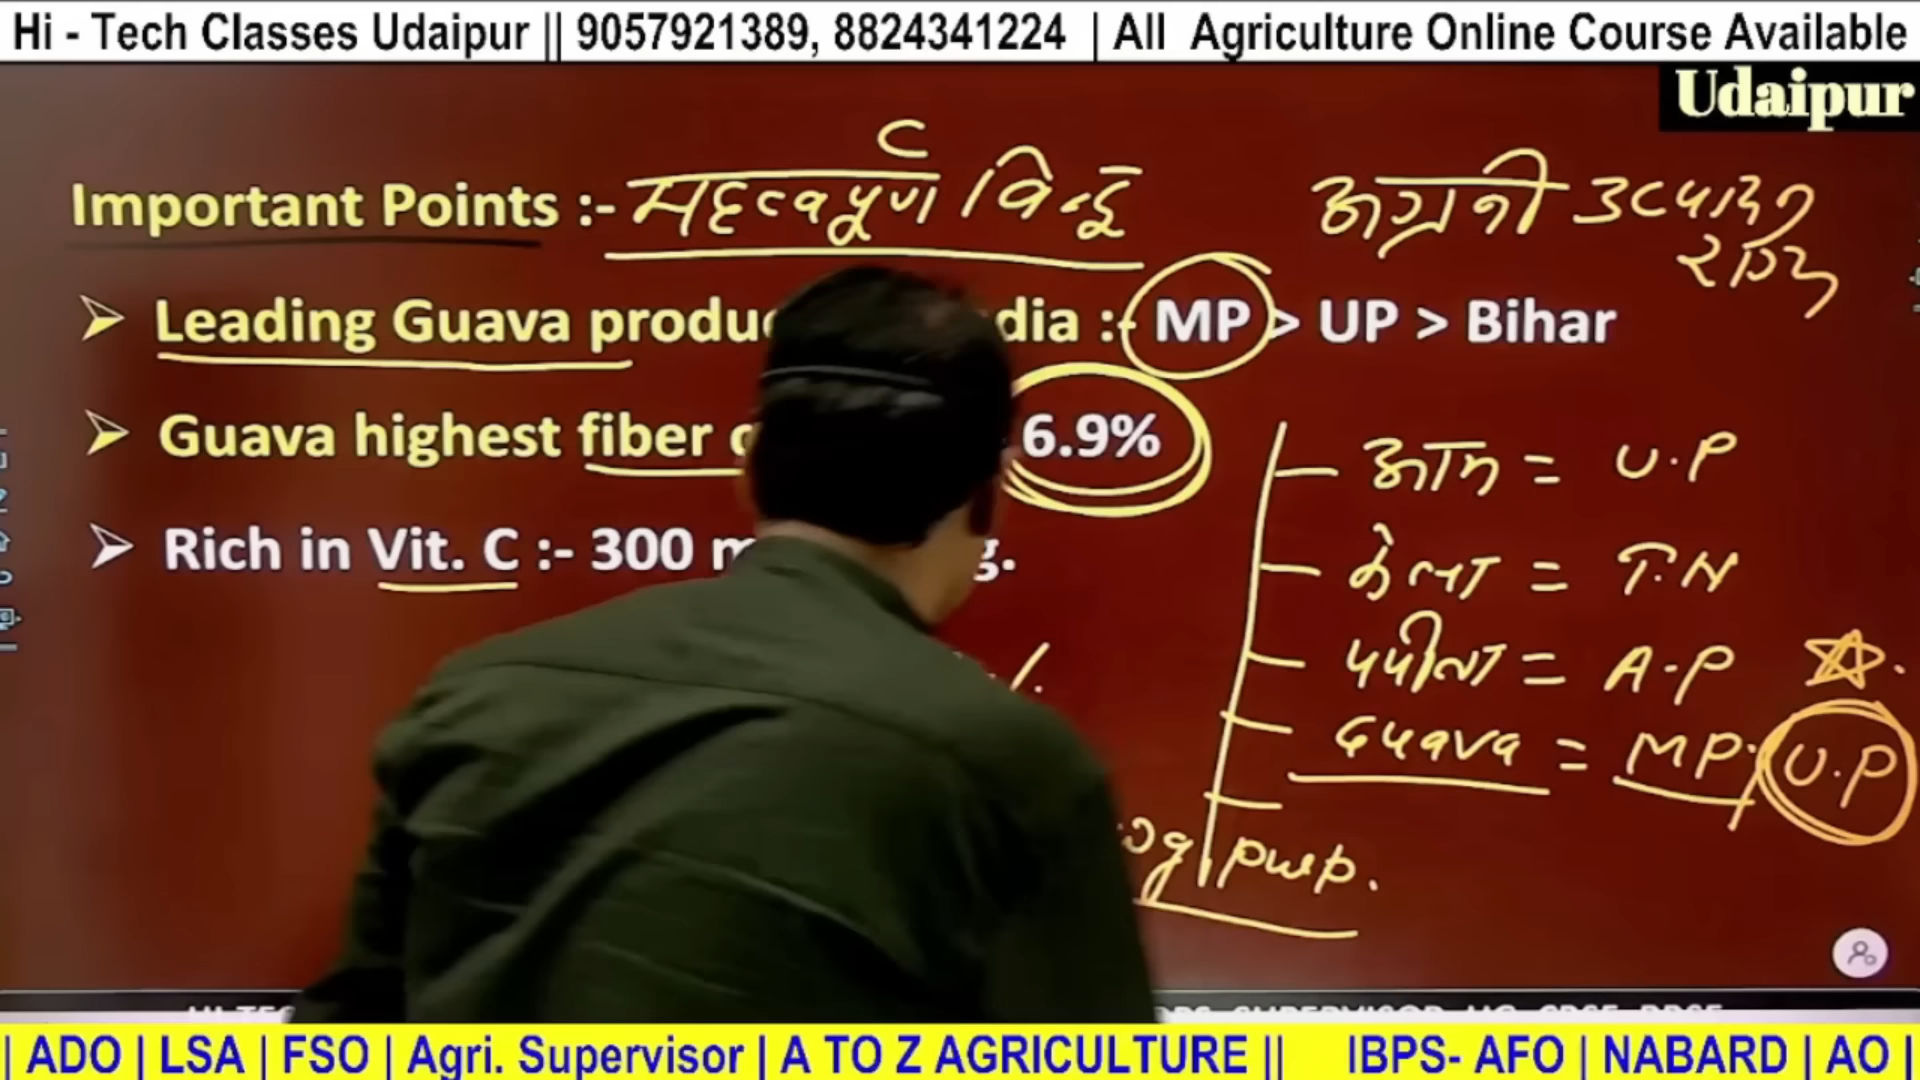 Hi - Tech Classes Udaipur || 9057921389, 8824341224 | All Agriculture Online Course Available
Udaipur
C
Important Points :- महत्वपूर्ण बिन्दु
अग्रणी उत्पादक
राज्य
Leading Guava produ dia :- MP > UP > Bihar
Guava highest fiber 6.9%
Rich in Vit. C :- 300 g.
आम = U.P
केला = T.N
पपीता = A.P
Guava = MP, U.P
pulp.
| ADO | LSA | FSO | Agri. Supervisor | A TO Z AGRICULTURE || IBPS- AFO | NABARD | AO |